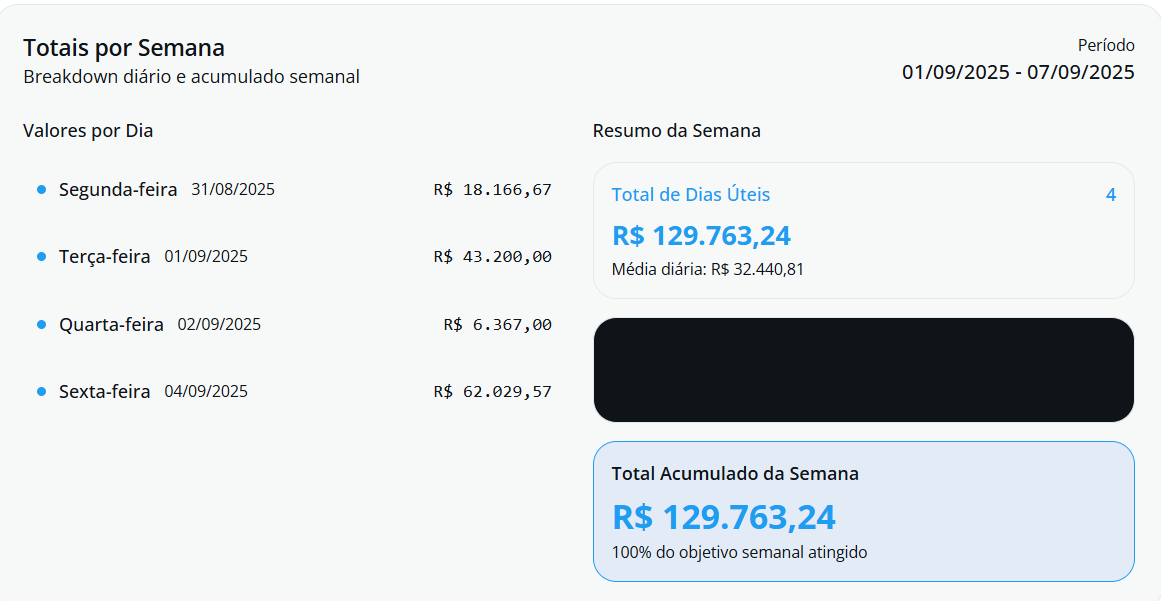 Totais por Semana
Breakdown diário e acumulado semanal
Período
01/09/2025 - 07/09/2025
Valores por Dia
Segunda-feira 31/08/2025 R$ 18.166,67
Terça-feira 01/09/2025 R$ 43.200,00
Quarta-feira 02/09/2025 R$ 6.367,00
Sexta-feira 04/09/2025 R$ 62.029,57
Resumo da Semana
Total de Dias Úteis 4
R$ 129.763,24
Média diária: R$ 32.440,81
Total Acumulado da Semana
R$ 129.763,24
100% do objetivo semanal atingido